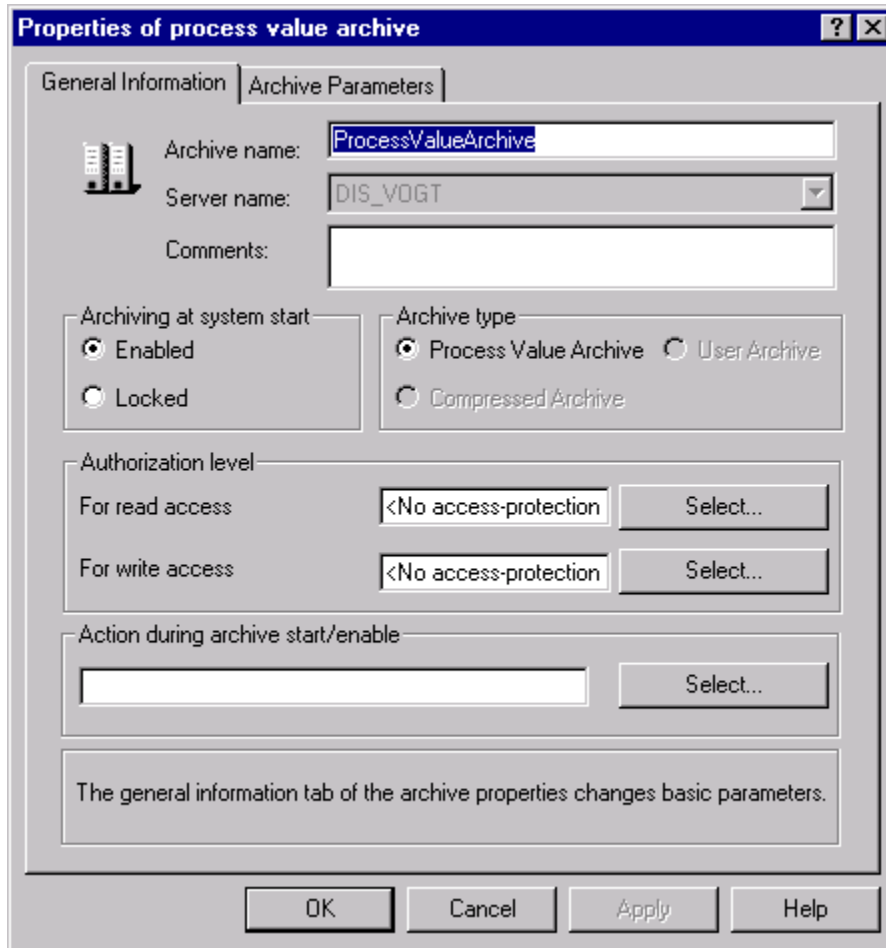 Properties of process value archive
General Information Archive Parameters
Archive name: ProcessValueArchive
Server name: DIS_VOGT
Comments:
Archiving at system start Archive type
Enabled Process Value Archive User Archive
Locked Compressed Archive
Authorization level
For read access <No access-protection Select...
For write access <No access-protection Select...
Action during archive start/enable
Select...
The general information tab of the archive properties changes basic parameters.
OK Cancel Apply Help